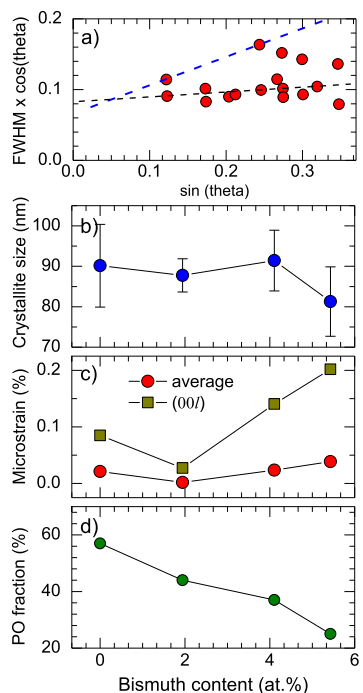 a)
FWHM x cos(theta)
0.2
0.1
0.0
0.0 0.1 0.2 0.3 0.4
sin (theta)
b)
Crystallite size (nm)
100
90
80
70
c)
Microstrain (%)
average
(00l)
0.2
0.1
0.0
d)
PO fraction (%)
60
40
20
0 2 4 6
Bismuth content (at.%)